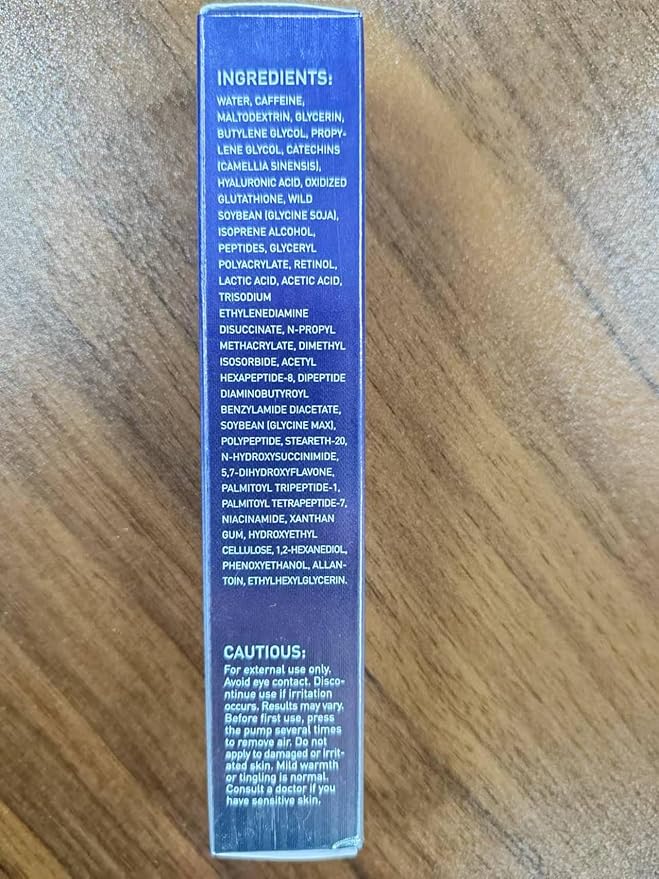 INGREDIENTS:
WATER, CAFFEINE,
MALTODEXTRIN, GLYCERIN,
BUTYLENE GLYCOL, PROPY-
LENE GLYCOL, CATECHINS
(CAMELLIA SINENSIS),
HYALURONIC ACID, OXIDIZED
GLUTATHIONE, WILD
SOYBEAN (GLYCINE SOJA),
ISOPRENE ALCOHOL,
PEPTIDES, GLYCERYL
POLYACRYLATE, RETINOL,
LACTIC ACID, ACETIC ACID,
TRISODIUM
ETHYLENEDIAMINE
DISUCCINATE, N-PROPYL
METHACRYLATE, DIMETHYL
ISOSORBIDE, ACETYL
HEXAPEPTIDE-8, DIPEPTIDE
DIAMINOBUTYROYL
BENZYLAMIDE DIACETATE,
SOYBEAN (GLYCINE MAX),
POLYPEPTIDE, STEARETH-20,
N-HYDROXYSUCCINIMIDE,
5,7-DIHYDROXYFLAVONE,
PALMITOYL TRIPEPTIDE-1,
PALMITOYL TETRAPEPTIDE-7,
NIACINAMIDE, XANTHAN
GUM, HYDROXYETHYL
CELLULOSE, 1,2-HEXANEDIOL,
PHENOXYETHANOL, ALLAN-
TOIN, ETHYLHEXYLGLYCERIN.
CAUTIOUS:
For external use only.
Avoid eye contact. Disco-
ntinue use if irritation
occurs. Results may vary.
Before first use, press
the pump several times
to remove air. Do not
apply to damaged or irrit-
ated skin. Mild warmth
or tingling is normal.
Consult a doctor if you
have sensitive skin.